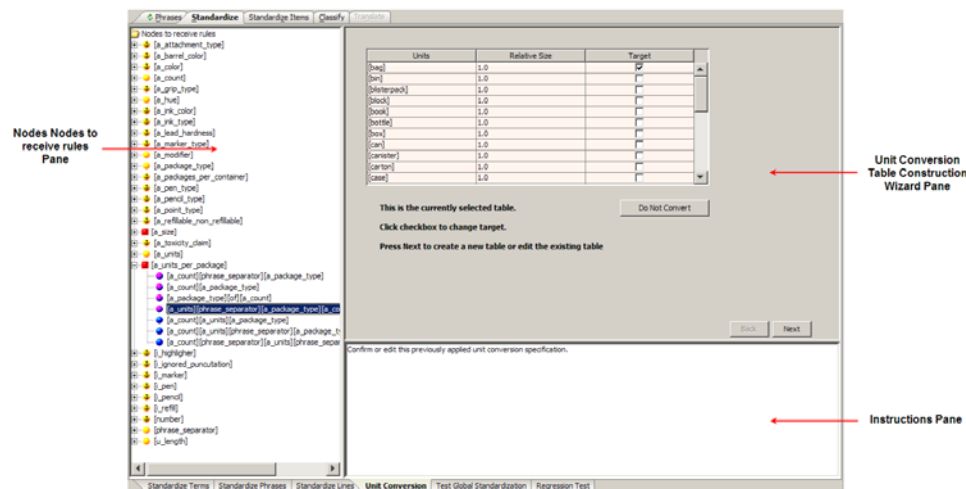 Phrases Standardize Standardize Items Classify Translate
Nodes to receive rules
[a_attachment_type]
[a_barrel_color]
[a_color]
[a_count]
[a_grip_type]
[a_hue]
[a_ink_color]
[a_ink_type]
[a_lead_hardness]
[a_marker_type]
[a_modifier]
[a_package_type]
[a_packages_per_container]
[a_pen_type]
[a_pencil_type]
[a_point_type]
[a_refillable_non_refillable]
[a_size]
[a_toxicity_claim]
[a_units]
[a_units_per_package]
[a_count][phrase_separator][a_package_type]
[a_count][a_package_type]
[a_package_type][of][a_count]
[a_units][phrase_separator][a_package_type][a_co
[a_count][a_units][a_package_type]
[a_count][a_units][phrase_separator][a_package_t
[a_count][phrase_separator][a_units][phrase_separ
[i_highligher]
[i_ignored_puncutation]
[i_marker]
[i_pen]
[i_pencil]
[i_refill]
[number]
[phrase_separator]
[u_length]
Nodes Nodes to
receive rules
Pane
Units Relative Size Target
[bag] 1.0
[bin] 1.0
[blisterpack] 1.0
[block] 1.0
[book] 1.0
[bottle] 1.0
[box] 1.0
[can] 1.0
[canister] 1.0
[carton] 1.0
[case] 1.0
This is the currently selected table.
Do Not Convert
Click checkbox to change target.
Press Next to create a new table or edit the existing table
Back Next
Unit Conversion
Table Construction
Wizard Pane
Confirm or edit this previously applied unit conversion specification.
Instructions Pane
Standardize Terms Standardize Phrases Standardize Lines Unit Conversion Test Global Standardization Regression Test